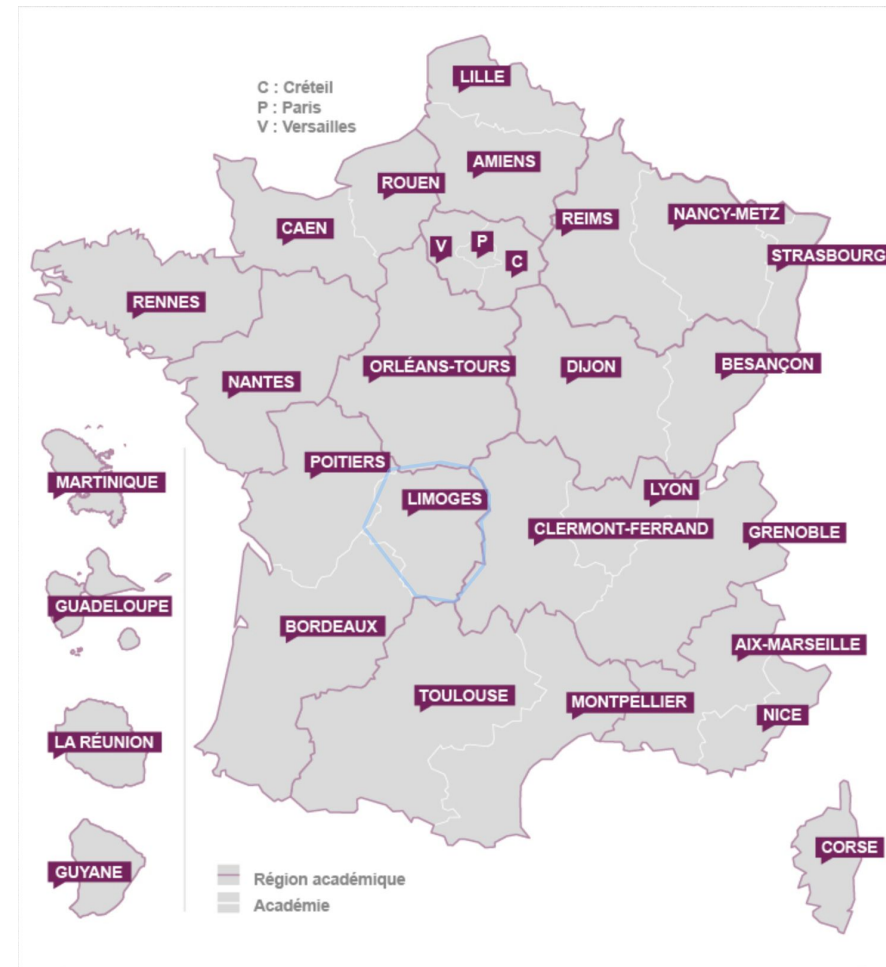 LILLE
C : Créteil
P : Paris
V : Versailles
AMIENS
ROUEN
REIMS
NANCY-METZ
CAEN
V
P
C
STRASBOURG
RENNES
ORLÉANS-TOURS
DIJON
BESANÇON
NANTES
POITIERS
MARTINIQUE
LIMOGES
LYON
CLERMONT-FERRAND
GRENOBLE
GUADELOUPE
BORDEAUX
AIX-MARSEILLE
TOULOUSE
MONTPELLIER
NICE
LA RÉUNION
CORSE
GUYANE
Région académique
Académie